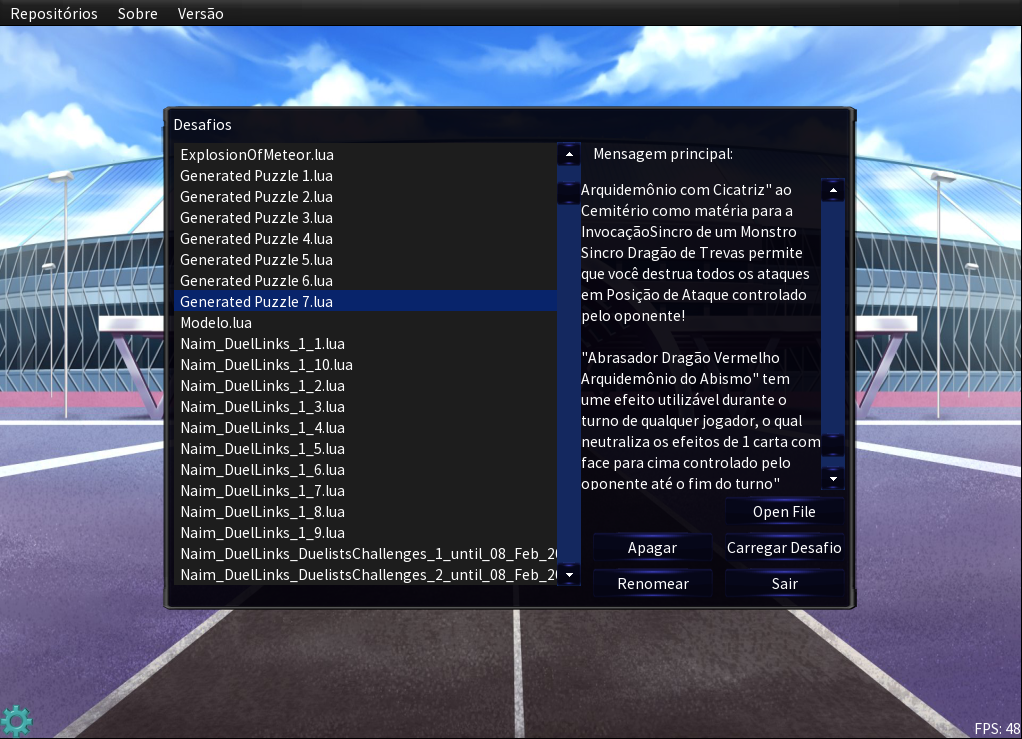 Repositórios Sobre Versão
Desafios
ExplosionOfMeteor.lua
Generated Puzzle 1.lua
Generated Puzzle 2.lua
Generated Puzzle 3.lua
Generated Puzzle 4.lua
Generated Puzzle 5.lua
Generated Puzzle 6.lua
Generated Puzzle 7.lua
Modelo.lua
Naim_DuelLinks_1_1.lua
Naim_DuelLinks_1_10.lua
Naim_DuelLinks_1_2.lua
Naim_DuelLinks_1_3.lua
Naim_DuelLinks_1_4.lua
Naim_DuelLinks_1_5.lua
Naim_DuelLinks_1_6.lua
Naim_DuelLinks_1_7.lua
Naim_DuelLinks_1_8.lua
Naim_DuelLinks_1_9.lua
Naim_DuelLinks_DuelistsChallenges_1_until_08_Feb_20
Naim_DuelLinks_DuelistsChallenges_2_until_08_Feb_20
Mensagem principal:
Arquidemônio com Cicatriz" ao
Cemitério como matéria para a
InvocaçãoSincro de um Monstro
Sincro Dragão de Trevas permite
que você destrua todos os ataques
em Posição de Ataque controlado
pelo oponente!
"Abrasador Dragão Vermelho
Arquidemônio do Abismo" tem
ume efeito utilizável durante o
turno de qualquer jogador, o qual
neutraliza os efeitos de 1 carta com
face para cima controlado pelo
oponente até o fim do turno"
Open File
Apagar
Carregar Desafio
Renomear
Sair
FPS: 48